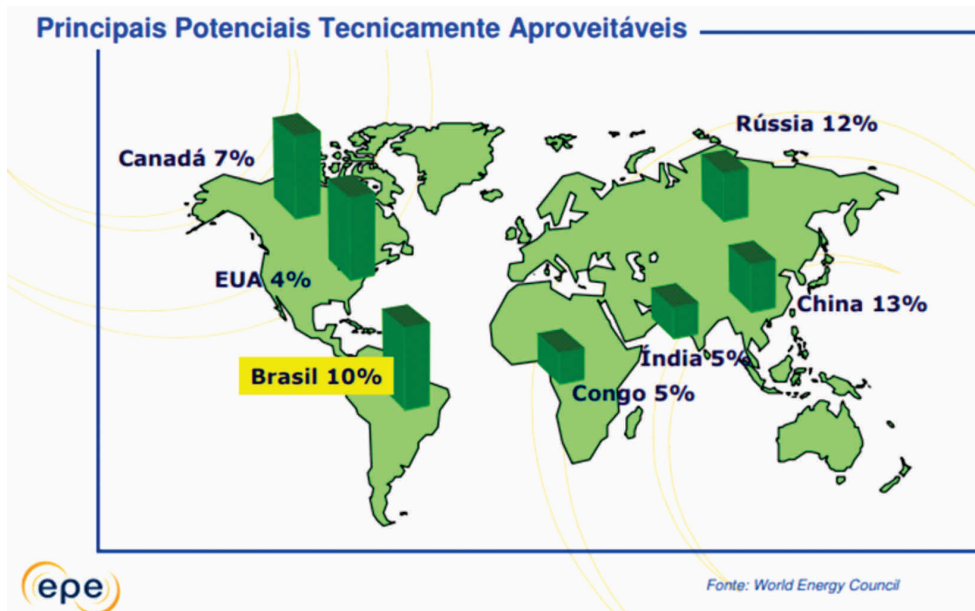 Principais Potenciais Tecnicamente Aproveitáveis
Rússia 12%
Canadá 7%
EUA 4%
China 13%
Índia 5%
Brasil 10%
Congo 5%
epe
Fonte: World Energy Council